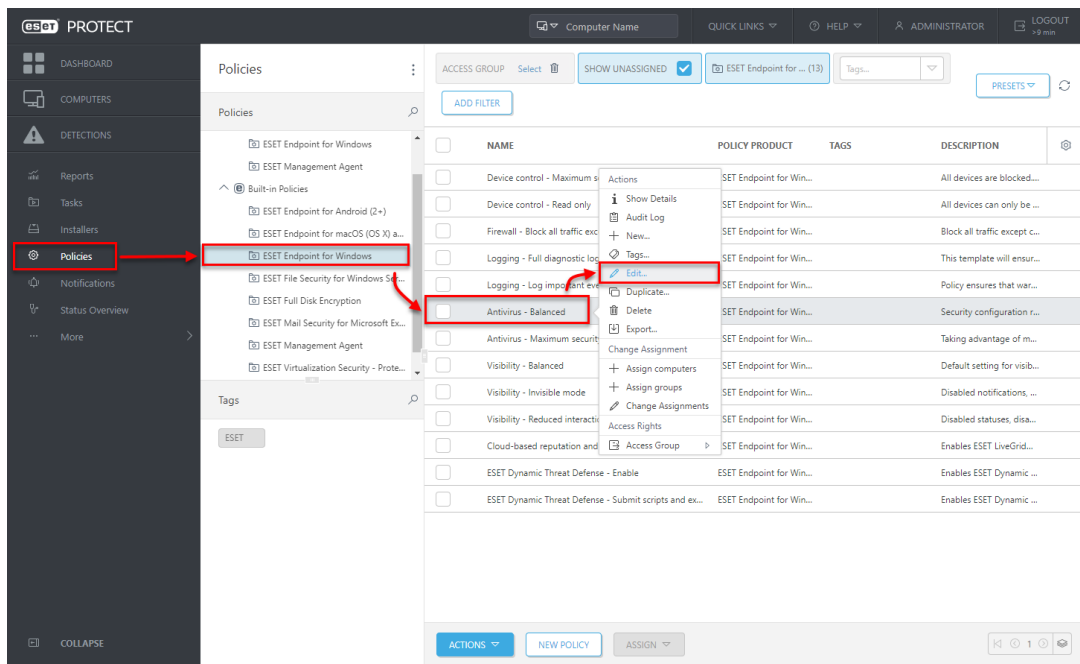 eseT PROTECT
Computer Name
QUICK LINKS
HELP
ADMINISTRATOR
LOGOUT
>9 min
DASHBOARD
COMPUTERS
DETECTIONS
Reports
Tasks
Installers
Policies
Notifications
Status Overview
More
COLLAPSE
Policies
Policies
ESET Endpoint for Windows
ESET Management Agent
Built-in Policies
ESET Endpoint for Android (2+)
ESET Endpoint for macOS (OS X) a...
ESET Endpoint for Windows
ESET File Security for Windows Ser...
ESET Full Disk Encryption
ESET Mail Security for Microsoft Ex...
ESET Management Agent
ESET Virtualization Security - Prote...
Tags
ESET
ACCESS GROUP Select
SHOW UNASSIGNED
ESET Endpoint for ... (13)
Tags...
PRESETS
ADD FILTER
NAME POLICY PRODUCT TAGS DESCRIPTION
Device control - Maximum s SET Endpoint for Win... All devices are blocked....
Device control - Read only SET Endpoint for Win... All devices can only be ...
Firewall - Block all traffic exc SET Endpoint for Win... Block all traffic except c...
Logging - Full diagnostic log SET Endpoint for Win... This template will ensur...
Logging - Log important eve SET Endpoint for Win... Policy ensures that war...
Antivirus - Balanced SET Endpoint for Win... Security configuration r...
Antivirus - Maximum security SET Endpoint for Win... Taking advantage of m...
Visibility - Balanced SET Endpoint for Win... Default setting for visib...
Visibility - Invisible mode SET Endpoint for Win... Disabled notifications, ...
Visibility - Reduced interacti SET Endpoint for Win... Disabled statuses, disa...
Cloud-based reputation and SET Endpoint for Win... Enables ESET LiveGrid...
ESET Dynamic Threat Defense - Enable ESET Endpoint for Win... Enables ESET Dynamic ...
ESET Dynamic Threat Defense - Submit scripts and ex... ESET Endpoint for Win... Enables ESET Dynamic ...
Actions
Show Details
Audit Log
New...
Tags...
Edit...
Duplicate...
Delete
Export...
Change Assignment
Assign computers
Assign groups
Change Assignments
Access Rights
Access Group
ACTIONS
NEW POLICY
ASSIGN
1